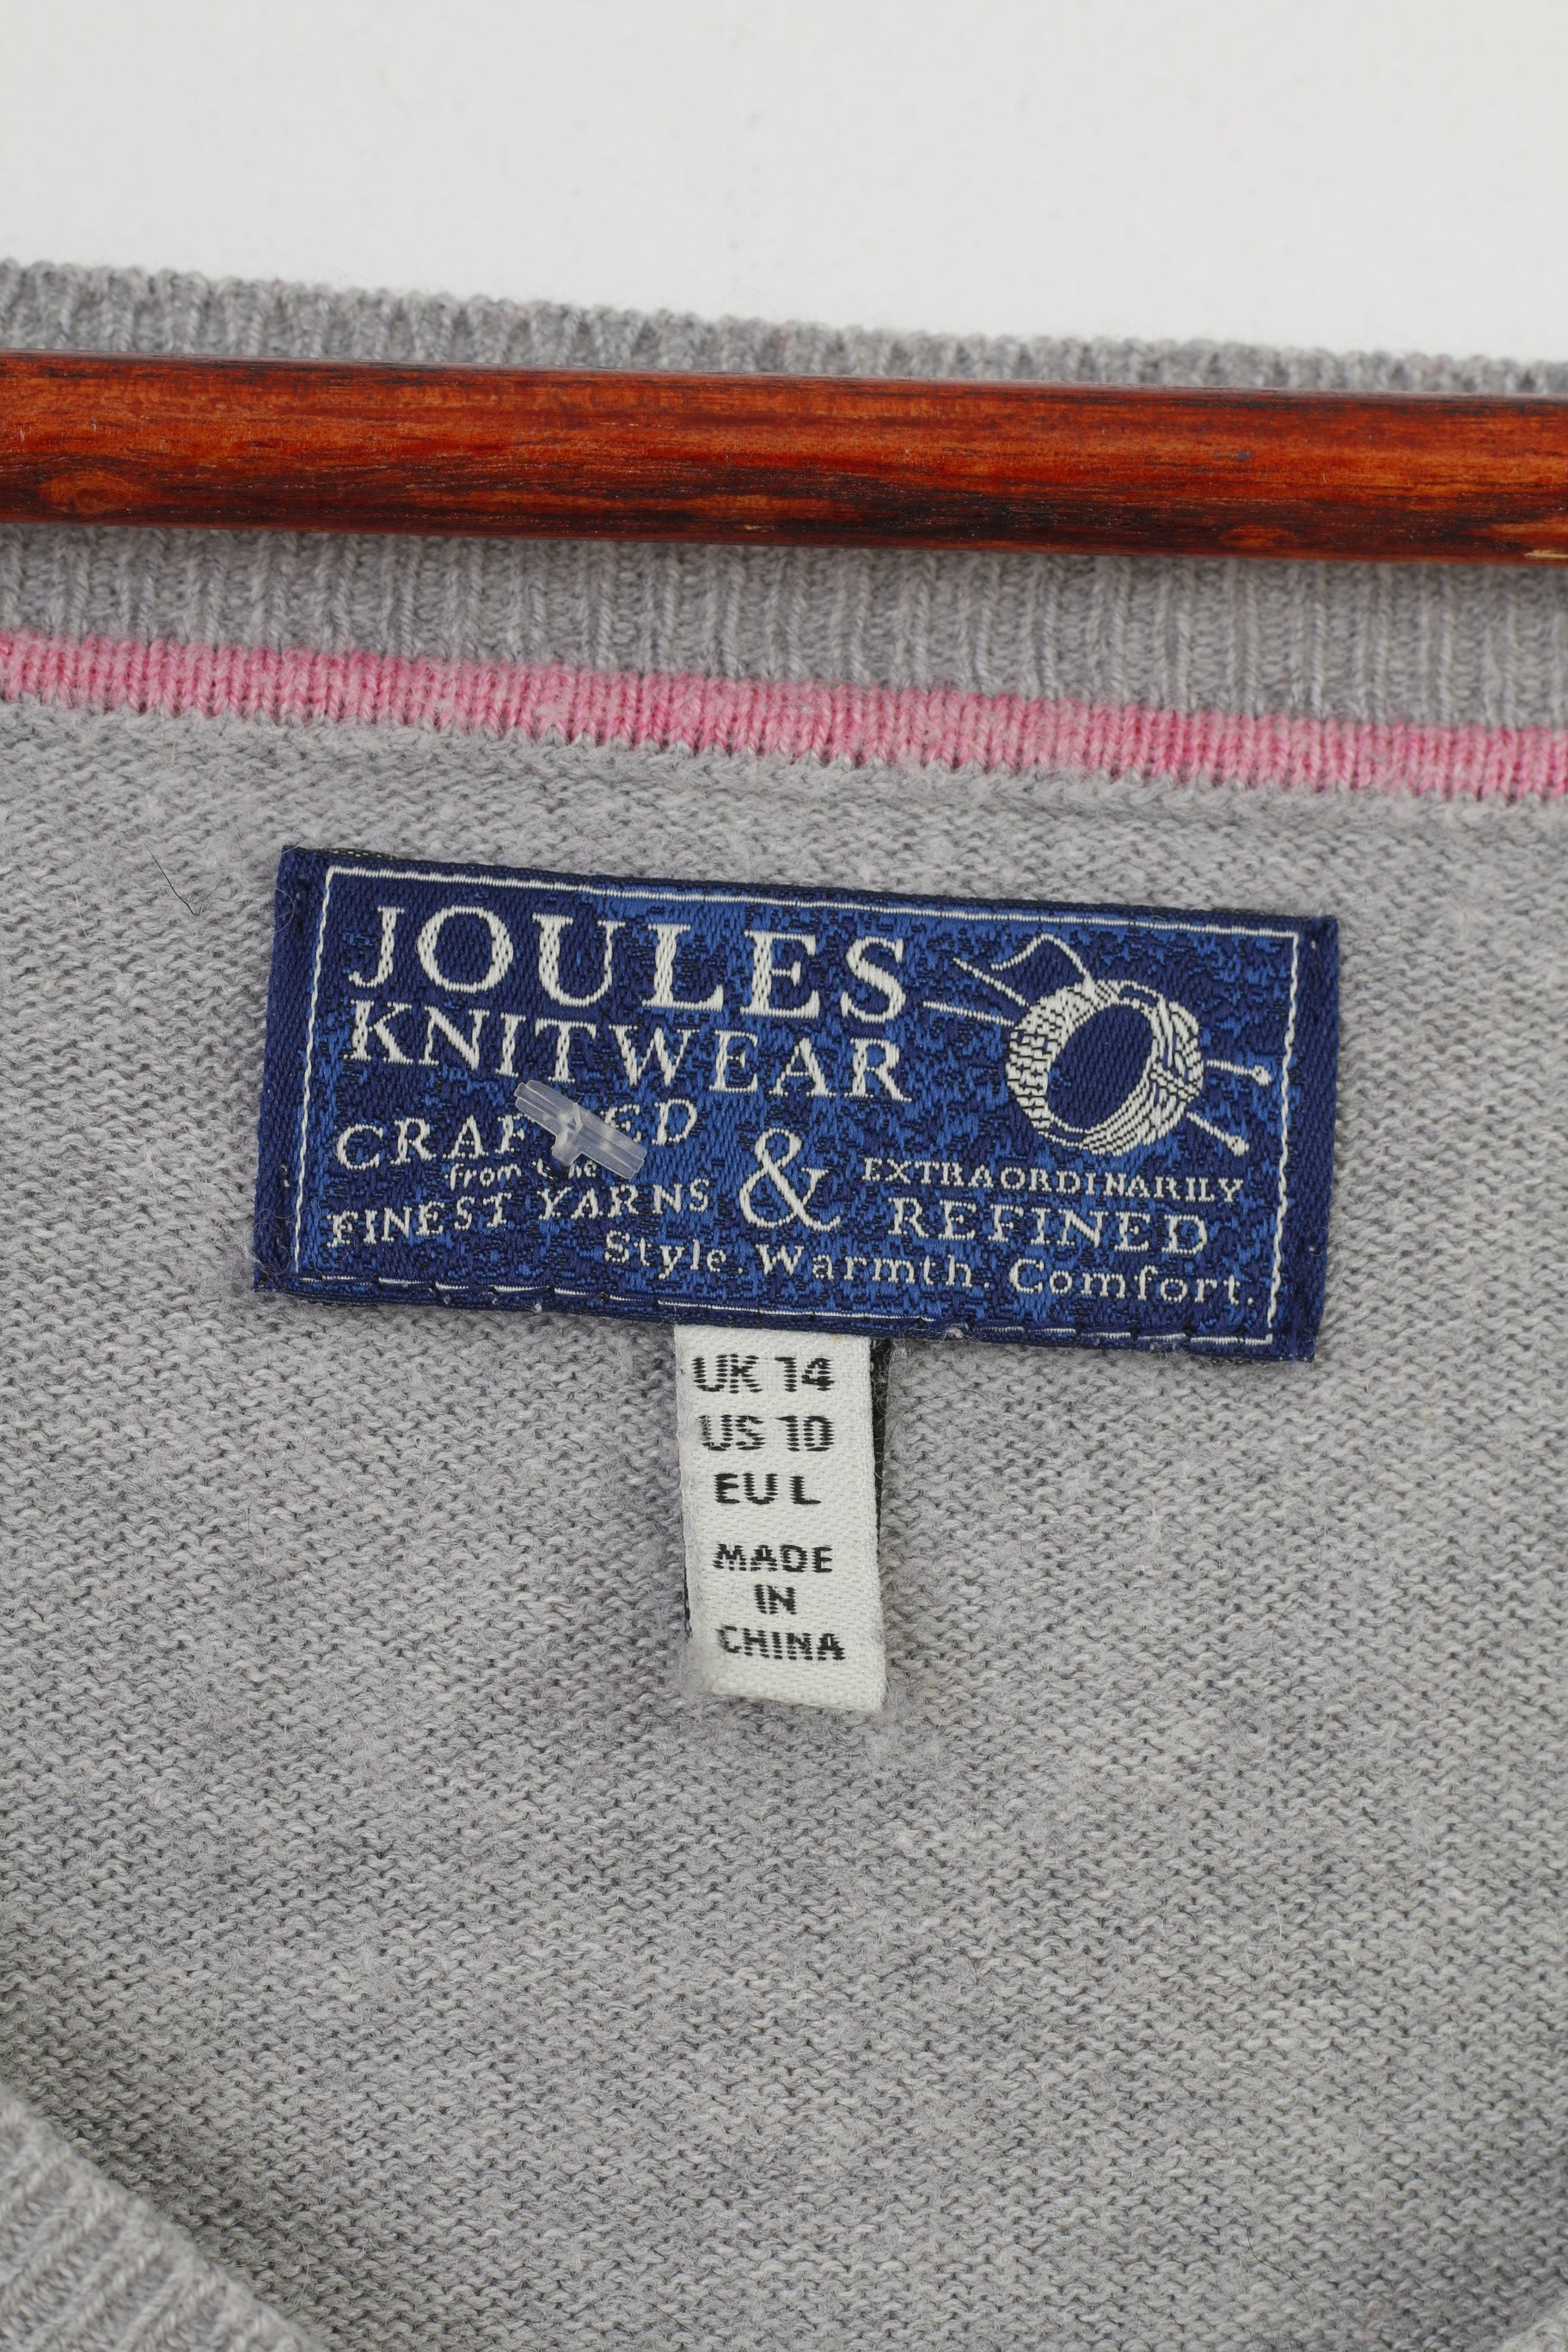 JOULES
KNITWEAR
CRAFTED
from the
FINEST YARNS
&
EXTRAORDINARILY
REFINED
Style. Warmth. Comfort.
UK 14
US 10
EU L
MADE
IN
CHINA